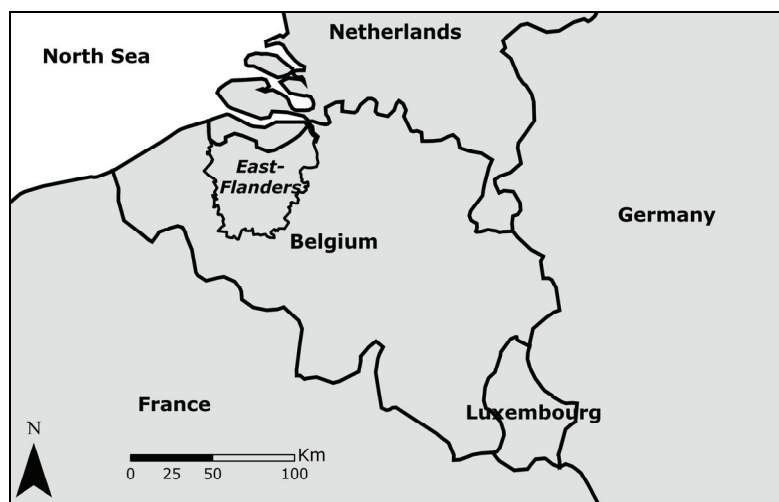 Netherlands
North Sea
East-
Flanders
Germany
Belgium
France
Luxembourg
N
Km
0 25 50 100